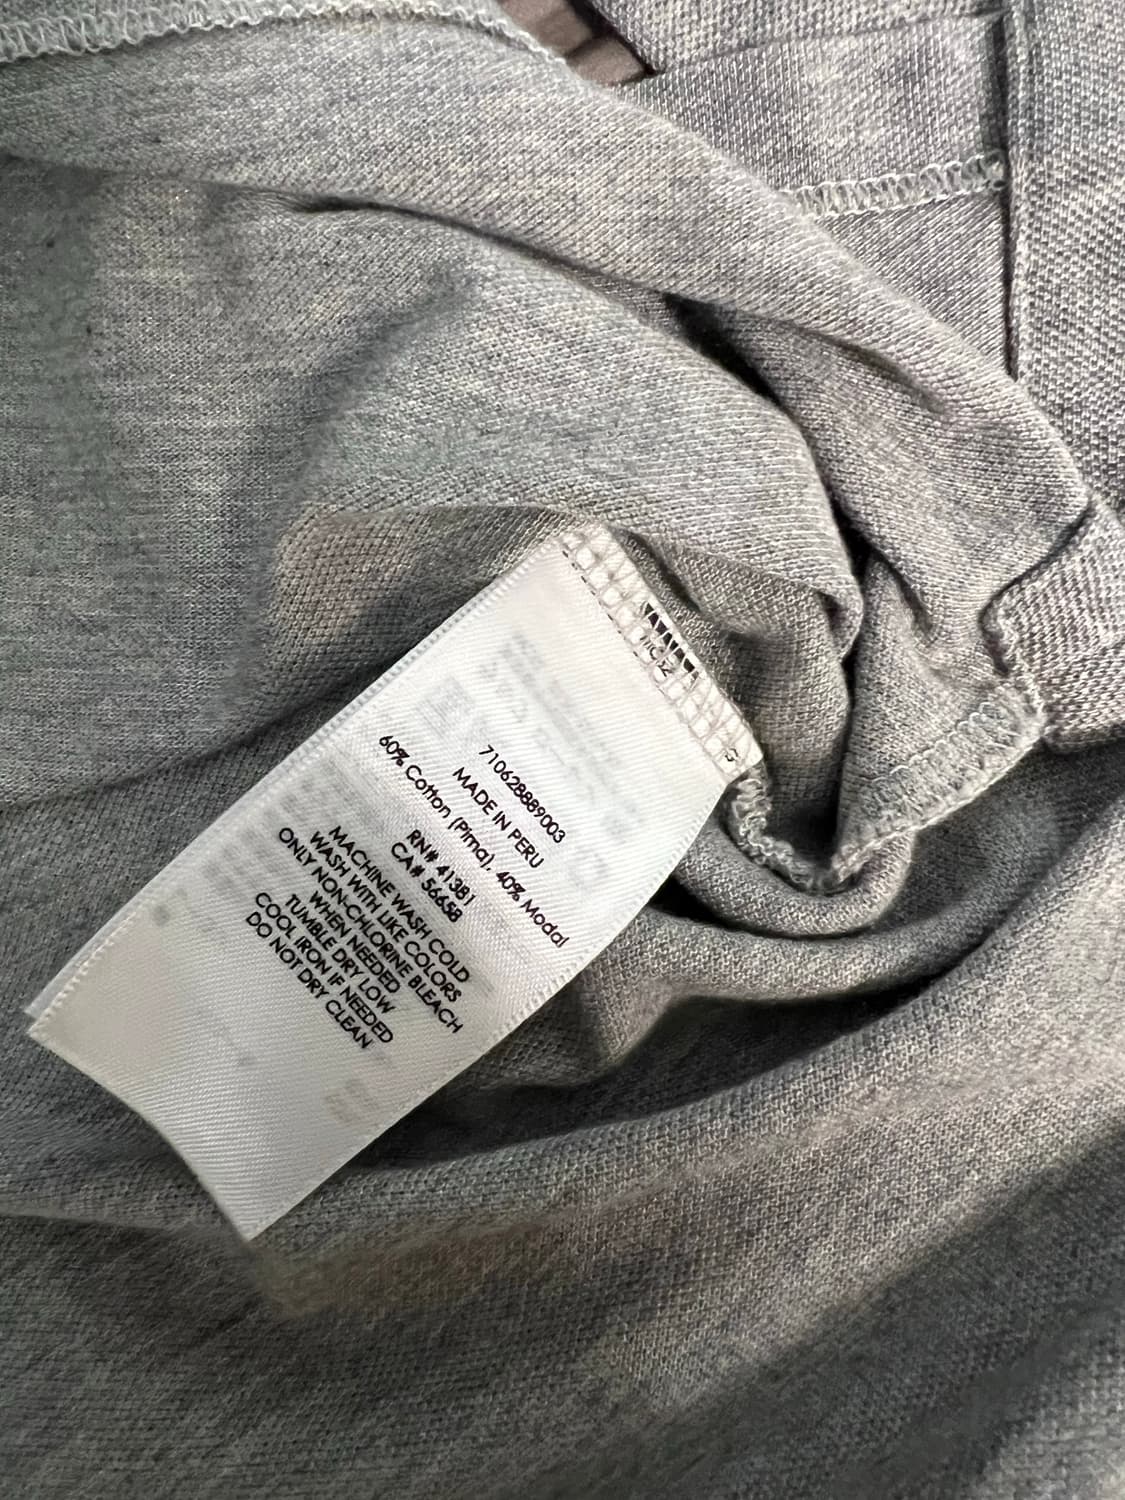 710628889003
MADE IN PERU
60% Cotton (Pima), 40% Modal
RN# 41381
CA# 56658
MACHINE WASH COLD
WASH WITH LIKE COLORS
ONLY NON-CHLORINE BLEACH
WHEN NEEDED
TUMBLE DRY LOW
COOL IRON IF NEEDED
DO NOT DRY CLEAN